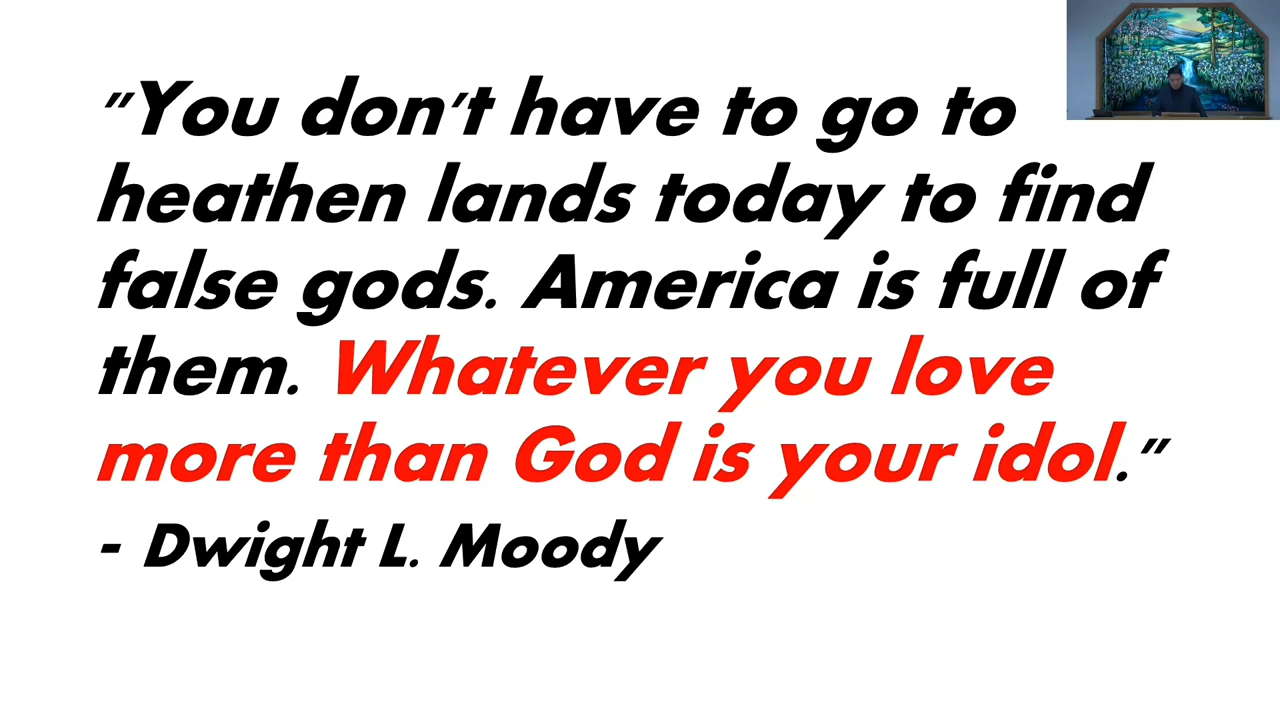 "You don't have to go to
heathen lands today to find
false gods. America is full of
them. Whatever you love
more than God is your idol."
- Dwight L. Moody